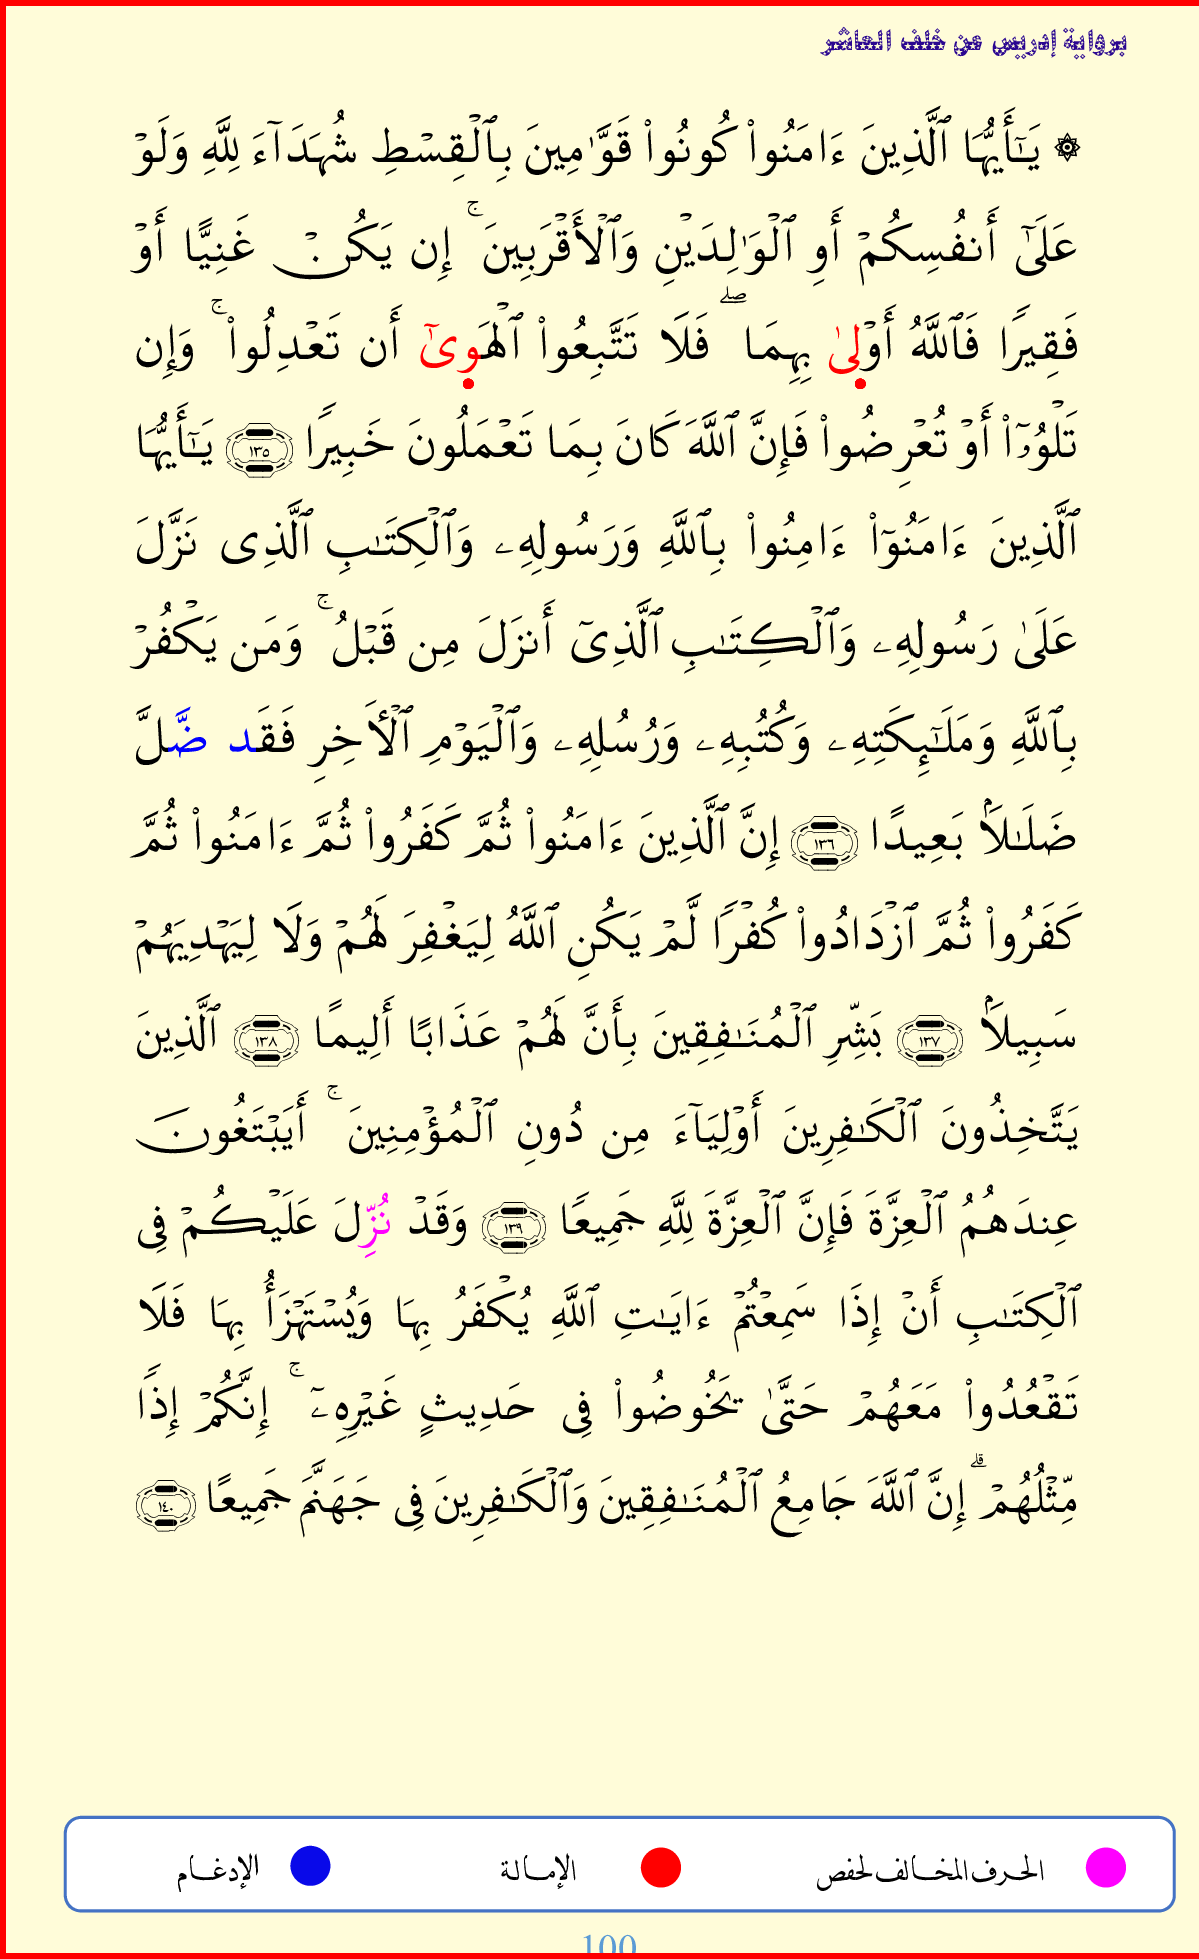 برواية إدريس عن خلف العاشر
۞ يَـٰٓأَيُّهَا ٱلَّذِينَ ءَامَنُوا۟ كُونُوا۟ قَوَّٰمِينَ بِٱلْقِسْطِ شُهَدَآءَ لِلَّهِ وَلَوْ
عَلَىٰٓ أَنفُسِكُمْ أَوِ ٱلْوَٰلِدَيْنِ وَٱلْأَقْرَبِينَ ۚ إِن يَكُنْ غَنِيًّا أَوْ
فَقِيرًا فَٱللَّهُ أَوْلىٰ بِهِمَا ۖ فَلَا تَتَّبِعُوا۟ ٱلْهَوىٰٓ أَن تَعْدِلُوا۟ ۚ وَإِن
تَلْوُۥٓا۟ أَوْ تُعْرِضُوا۟ فَإِنَّ ٱللَّهَ كَانَ بِمَا تَعْمَلُونَ خَبِيرًا ١٣٥ يَـٰٓأَيُّهَا
ٱلَّذِينَ ءَامَنُوٓا۟ ءَامِنُوا۟ بِٱللَّهِ وَرَسُولِهِۦ وَٱلْكِتَـٰبِ ٱلَّذِى نَزَّلَ
عَلَىٰ رَسُولِهِۦ وَٱلْكِتَـٰبِ ٱلَّذِىٓ أَنزَلَ مِن قَبْلُ ۚ وَمَن يَكْفُرْ
بِٱللَّهِ وَمَلَـٰٓئِكَتِهِۦ وَكُتُبِهِۦ وَرُسُلِهِۦ وَٱلْيَوْمِ ٱلْـَٔاخِرِ فَقَد ضَّلَّ
ضَلَـٰلًۢا بَعِيدًا ١٣٦ إِنَّ ٱلَّذِينَ ءَامَنُوا۟ ثُمَّ كَفَرُوا۟ ثُمَّ ءَامَنُوا۟ ثُمَّ
كَفَرُوا۟ ثُمَّ ٱزْدَادُوا۟ كُفْرًا لَّمْ يَكُنِ ٱللَّهُ لِيَغْفِرَ لَهُمْ وَلَا لِيَهْدِيَهُمْ
سَبِيلًۢا ١٣٧ بَشِّرِ ٱلْمُنَـٰفِقِينَ بِأَنَّ لَهُمْ عَذَابًا أَلِيمًا ١٣٨ ٱلَّذِينَ
يَتَّخِذُونَ ٱلْكَـٰفِرِينَ أَوْلِيَآءَ مِن دُونِ ٱلْمُؤْمِنِينَ ۚ أَيَبْتَغُونَ
عِندَهُمُ ٱلْعِزَّةَ فَإِنَّ ٱلْعِزَّةَ لِلَّهِ جَمِيعًا ١٣٩ وَقَدْ نُزِّلَ عَلَيْكُمْ فِى
ٱلْكِتَـٰبِ أَنْ إِذَا سَمِعْتُمْ ءَايَـٰتِ ٱللَّهِ يُكْفَرُ بِهَا وَيُسْتَهْزَأُ بِهَا فَلَا
تَقْعُدُوا۟ مَعَهُمْ حَتَّىٰ يَخُوضُوا۟ فِى حَدِيثٍ غَيْرِهِۦٓ ۚ إِنَّكُمْ إِذًا
مِّثْلُهُمْ ۗ إِنَّ ٱللَّهَ جَامِعُ ٱلْمُنَـٰفِقِينَ وَٱلْكَـٰفِرِينَ فِى جَهَنَّمَ جَمِيعًا ١٤٠
الحرف المخالف لحفص الإمالة الإدغام
100